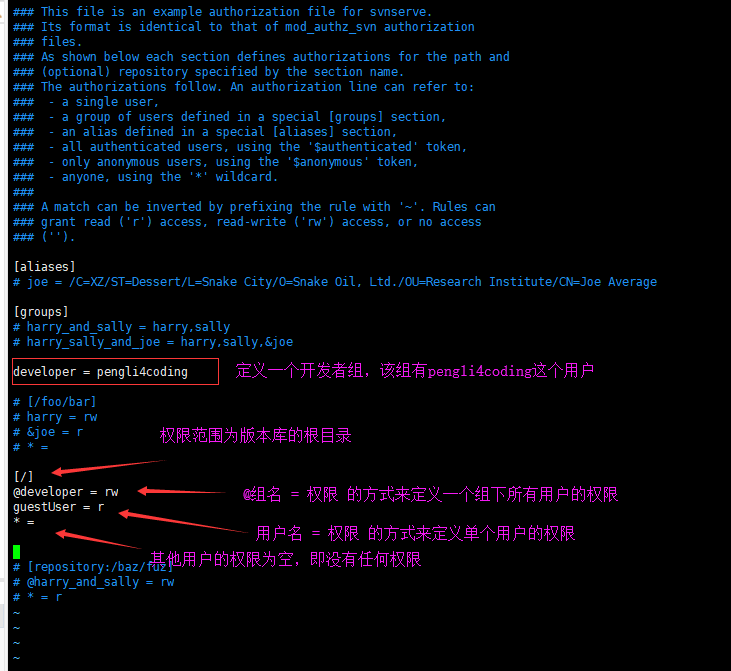 ### This file is an example authorization file for svnserve.
### Its format is identical to that of mod_authz_svn authorization
### files.
### As shown below each section defines authorizations for the path and
### (optional) repository specified by the section name.
### The authorizations follow. An authorization line can refer to:
###  - a single user,
###  - a group of users defined in a special [groups] section,
###  - an alias defined in a special [aliases] section,
###  - all authenticated users, using the '$authenticated' token,
###  - only anonymous users, using the '$anonymous' token,
###  - anyone, using the '*' wildcard.
###
### A match can be inverted by prefixing the rule with '~'. Rules can
### grant read ('r') access, read-write ('rw') access, or no access
### ('').
[aliases]
# joe = /C=XZ/ST=Dessert/L=Snake City/O=Snake Oil, Ltd./OU=Research Institute/CN=Joe Average
[groups]
# harry_and_sally = harry,sally
# harry_sally_and_joe = harry,sally,&joe
developer = pengli4coding
定义一个开发者组，该组有pengli4coding这个用户
# [/foo/bar]
# harry = rw
# &joe = r
# * =
权限范围为版本库的根目录
[/]
@developer = rw
@组名 = 权限 的方式来定义一个组下所有用户的权限
guestUser = r
用户名 = 权限 的方式来定义单个用户的权限
* =
其他用户的权限为空，即没有任何权限
# [repository:/baz/fuz]
# @harry_and_sally = rw
# * = r
~
~
~
~